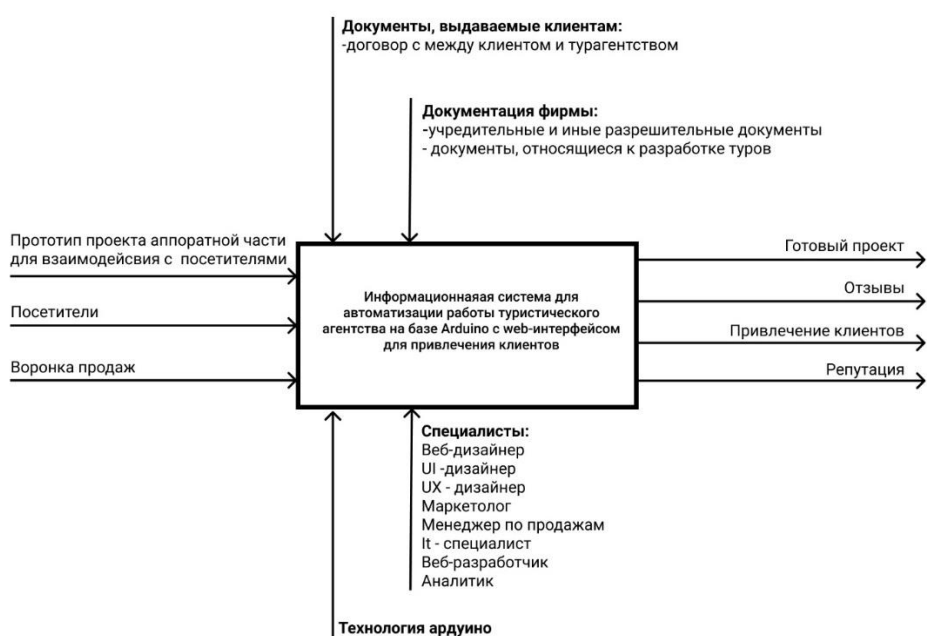 Документы, выдаваемые клиентам:
-договор с между клиентом и турагентством
Документация фирмы:
-учредительные и иные разрешительные документы
- документы, относящиеся к разработке туров
Прототип проекта аппоратной части
для взаимодейсвия с посетителями
Посетители
Воронка продаж
Информационнаяая система для
автоматизации работы туристического
агентства на базе Arduino с web-интерфейсом
для привлечения клиентов
Готовый проект
Отзывы
Привлечение клиентов
Репутация
Специалисты:
Веб-дизайнер
UI -дизайнер
UX - дизайнер
Маркетолог
Менеджер по продажам
It - специалист
Веб-разработчик
Аналитик
Технология ардуино